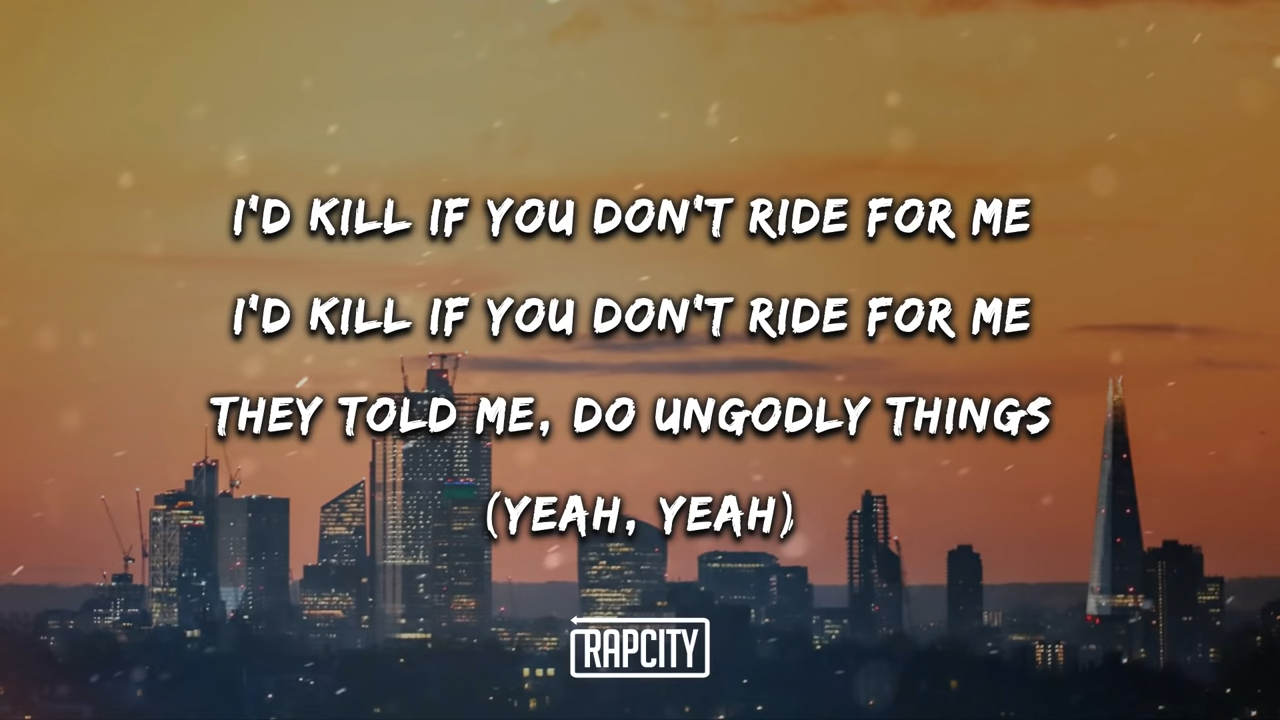 I'D KILL IF YOU DON'T RIDE FOR ME
I'D KILL IF YOU DON'T RIDE FOR ME
THEY TOLD ME, DO UNGODLY THINGS
(YEAH, YEAH)
RAPCITY